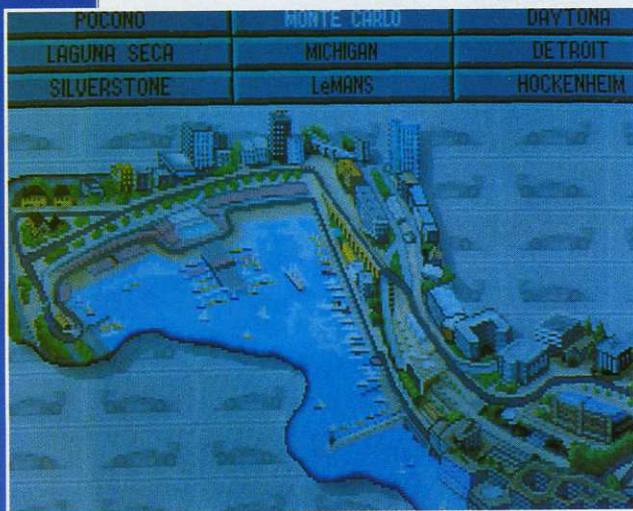 POCONO MONTE CARLO DAYTONA
LAGUNA SECA MICHIGAN DETROIT
SILVERSTONE LeMANS HOCKENHEIM